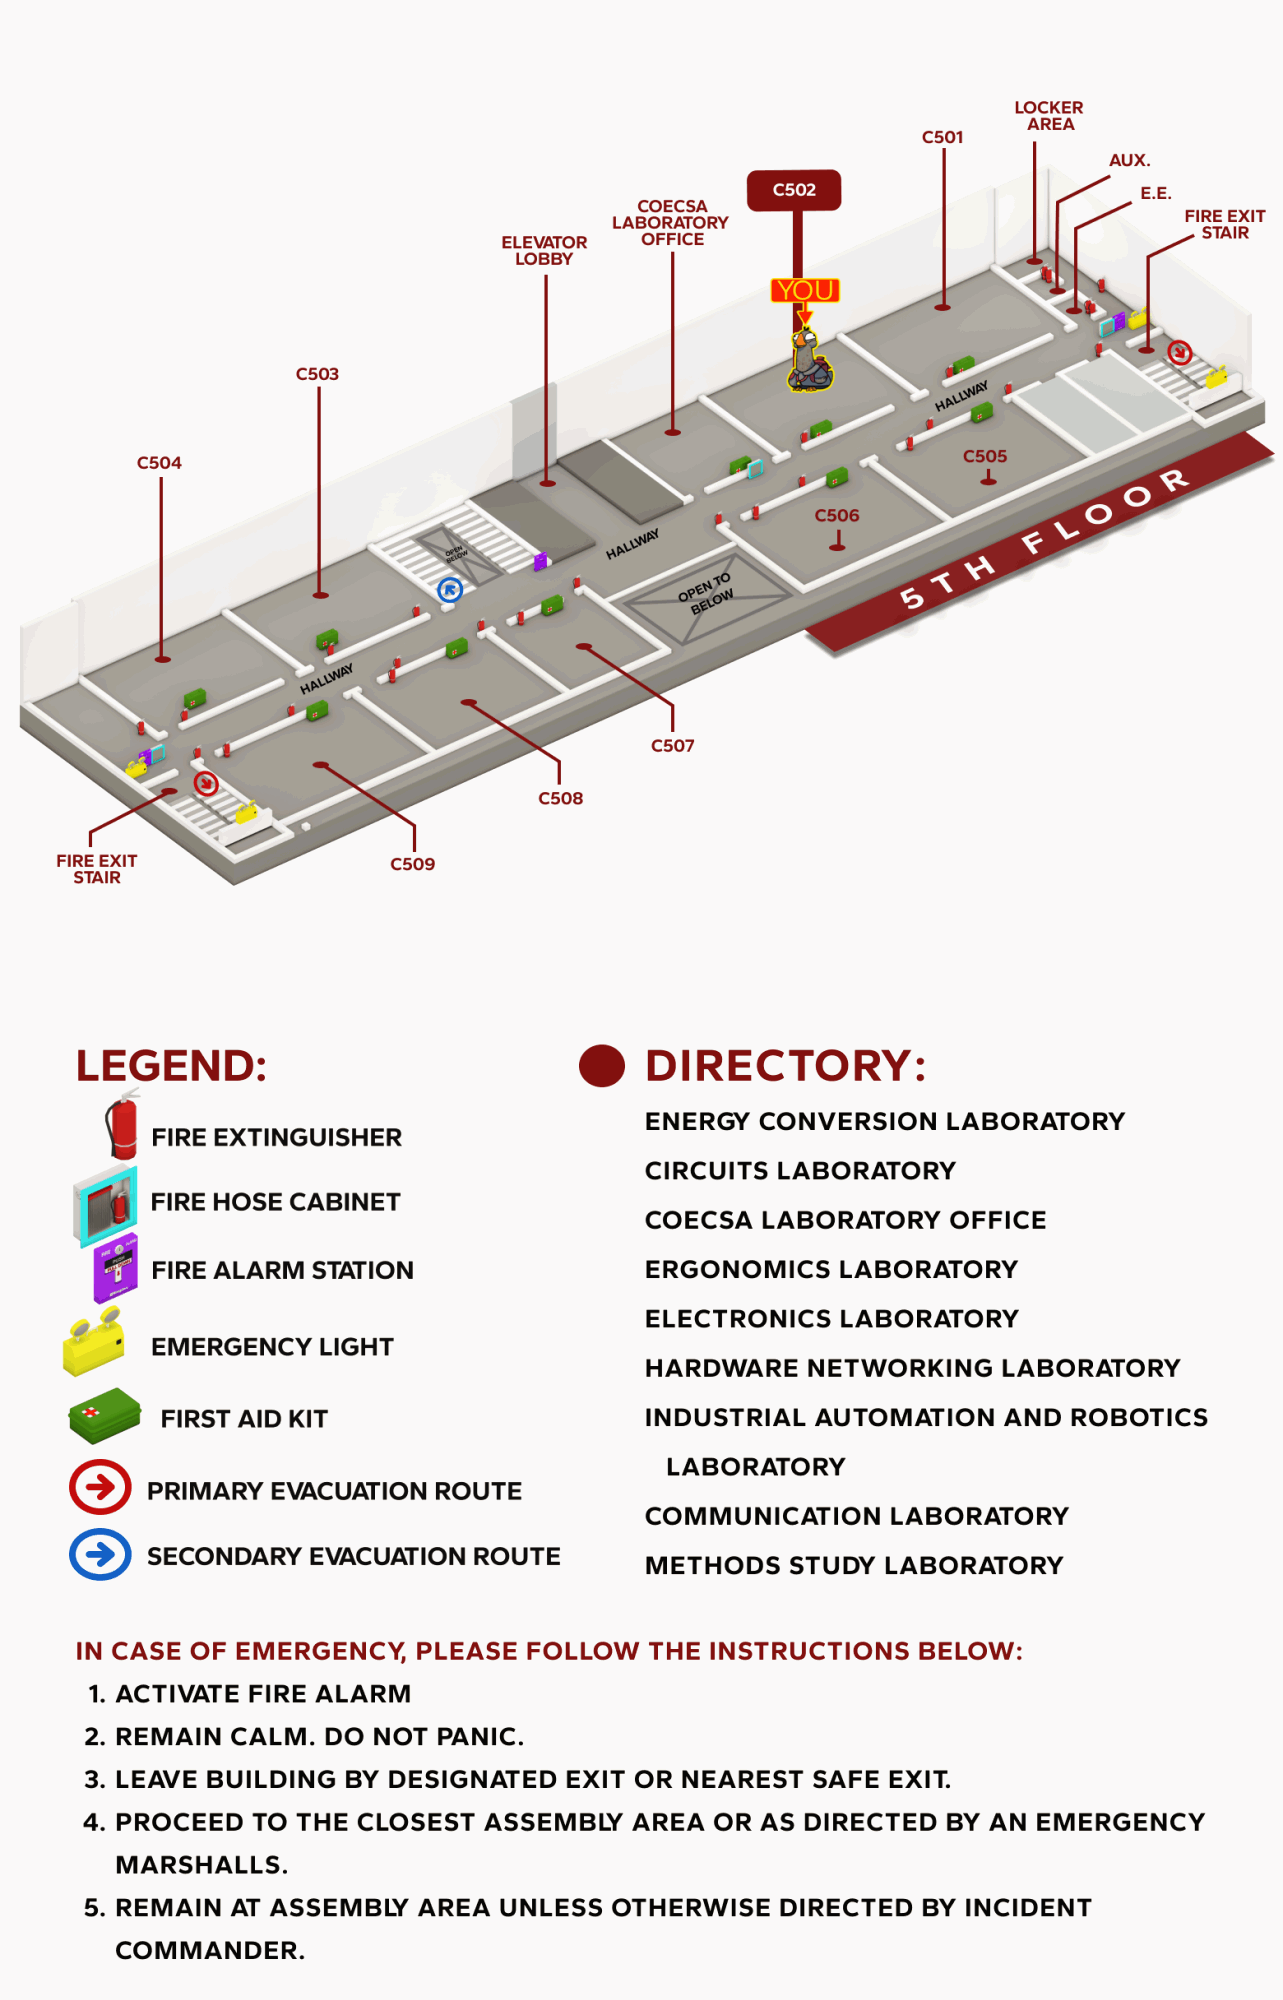 LOCKER
AREA
C501
AUX.
C502
E.E.
COECSA
LABORATORY
OFFICE
FIRE EXIT
STAIR
ELEVATOR
LOBBY
YOU
C503
HALLWAY
C504
C505
5TH FLOOR
C506
HALLWAY
OPEN
BELOW
OPEN TO
BELOW
HALLWAY
C507
C508
FIRE EXIT
STAIR
C509
LEGEND:
FIRE EXTINGUISHER
FIRE HOSE CABINET
FIRE ALARM STATION
EMERGENCY LIGHT
FIRST AID KIT
PRIMARY EVACUATION ROUTE
SECONDARY EVACUATION ROUTE
DIRECTORY:
ENERGY CONVERSION LABORATORY
CIRCUITS LABORATORY
COECSA LABORATORY OFFICE
ERGONOMICS LABORATORY
ELECTRONICS LABORATORY
HARDWARE NETWORKING LABORATORY
INDUSTRIAL AUTOMATION AND ROBOTICS
LABORATORY
COMMUNICATION LABORATORY
METHODS STUDY LABORATORY
IN CASE OF EMERGENCY, PLEASE FOLLOW THE INSTRUCTIONS BELOW:
1. ACTIVATE FIRE ALARM
2. REMAIN CALM. DO NOT PANIC.
3. LEAVE BUILDING BY DESIGNATED EXIT OR NEAREST SAFE EXIT.
4. PROCEED TO THE CLOSEST ASSEMBLY AREA OR AS DIRECTED BY AN EMERGENCY
MARSHALLS.
5. REMAIN AT ASSEMBLY AREA UNLESS OTHERWISE DIRECTED BY INCIDENT
COMMANDER.